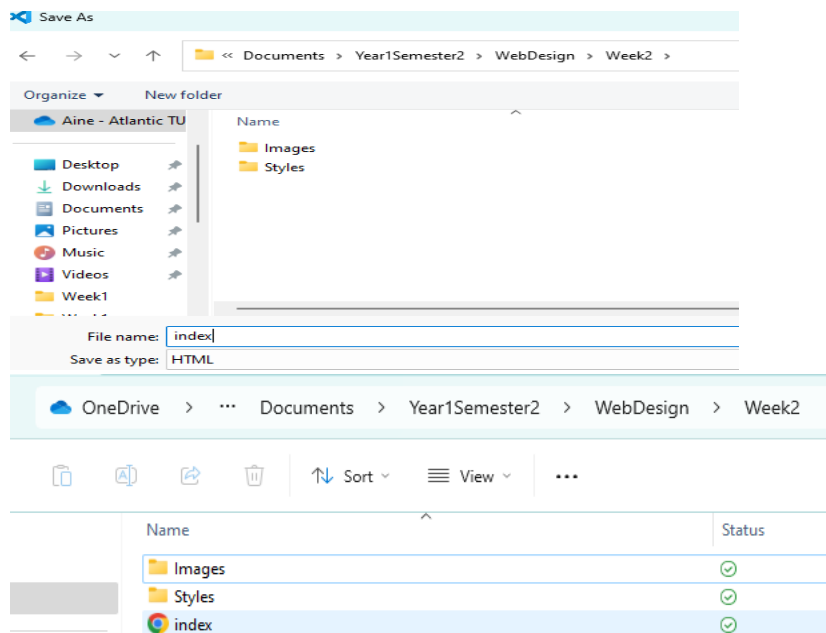 Save As
« Documents > Year1Semester2 > WebDesign > Week2 >
Organize New folder
Aine - Atlantic TU
Name
Images
Styles
Desktop
Downloads
Documents
Pictures
Music
Videos
Week1
File name: index
Save as type: HTML
OneDrive > ... Documents > Year1Semester2 > WebDesign > Week2
Sort View ...
Name Status
Images
Styles
index